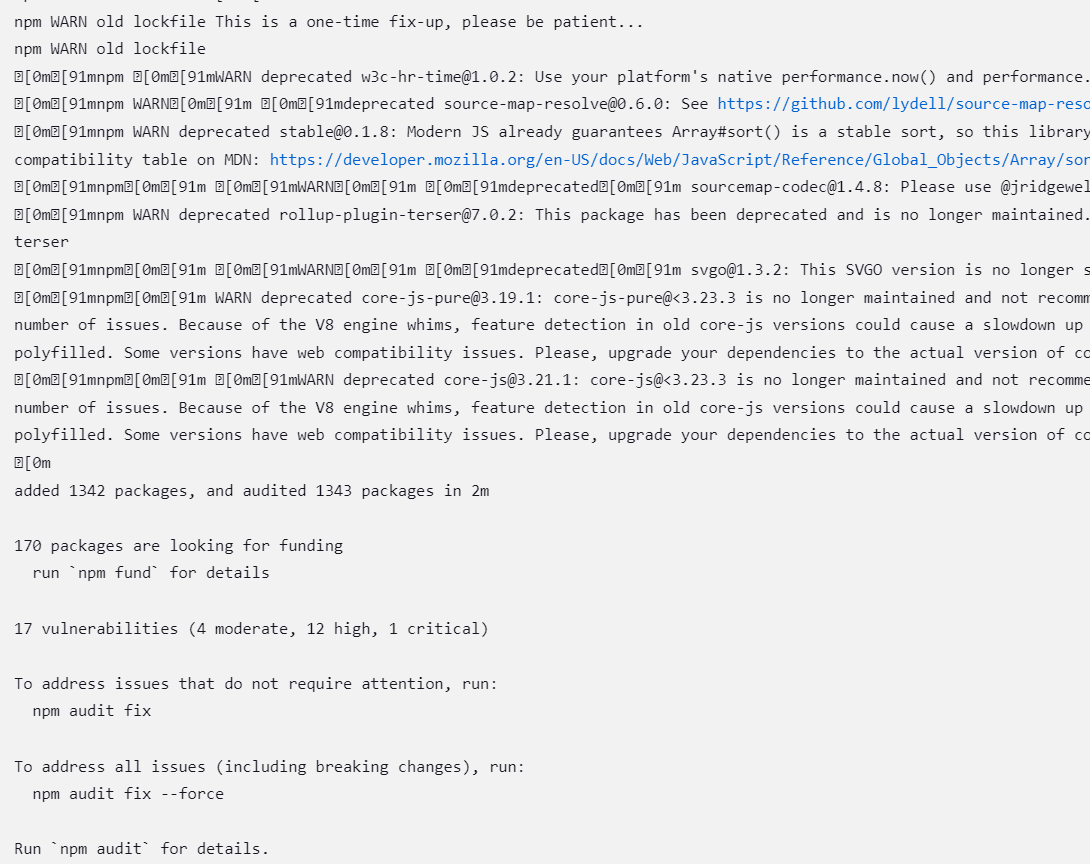 npm WARN old lockfile This is a one-time fix-up, please be patient...
npm WARN old lockfile
�[0m�[91mnpm �[0m�[91mWARN deprecated w3c-hr-time@1.0.2: Use your platform's native performance.now() and performance.
�[0m�[91mnpm WARN�[0m�[91m �[0m�[91mdeprecated source-map-resolve@0.6.0: See https://github.com/lydell/source-map-reso
�[0m�[91mnpm WARN deprecated stable@0.1.8: Modern JS already guarantees Array#sort() is a stable sort, so this library
compatibility table on MDN: https://developer.mozilla.org/en-US/docs/Web/JavaScript/Reference/Global_Objects/Array/sor
�[0m�[91mnpm�[0m�[91m �[0m�[91mWARN�[0m�[91m �[0m�[91mdeprecated�[0m�[91m sourcemap-codec@1.4.8: Please use @jridgewel
�[0m�[91mnpm WARN deprecated rollup-plugin-terser@7.0.2: This package has been deprecated and is no longer maintained.
terser
�[0m�[91mnpm�[0m�[91m �[0m�[91mWARN�[0m�[91m �[0m�[91mdeprecated�[0m�[91m svgo@1.3.2: This SVGO version is no longer s
�[0m�[91mnpm�[0m�[91m WARN deprecated core-js-pure@3.19.1: core-js-pure@<3.23.3 is no longer maintained and not recomm
number of issues. Because of the V8 engine whims, feature detection in old core-js versions could cause a slowdown up
polyfilled. Some versions have web compatibility issues. Please, upgrade your dependencies to the actual version of co
�[0m�[91mnpm�[0m�[91m �[0m�[91mWARN deprecated core-js@3.21.1: core-js@<3.23.3 is no longer maintained and not recomme
number of issues. Because of the V8 engine whims, feature detection in old core-js versions could cause a slowdown up
polyfilled. Some versions have web compatibility issues. Please, upgrade your dependencies to the actual version of co
�[0m
added 1342 packages, and audited 1343 packages in 2m
170 packages are looking for funding
run `npm fund` for details
17 vulnerabilities (4 moderate, 12 high, 1 critical)
To address issues that do not require attention, run:
npm audit fix
To address all issues (including breaking changes), run:
npm audit fix --force
Run `npm audit` for details.